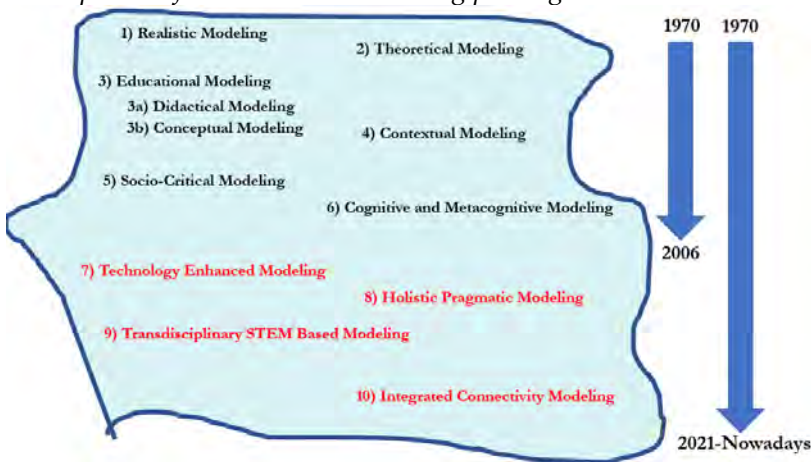 1) Realistic Modeling
2) Theoretical Modeling
1970 1970
3) Educational Modeling
3a) Didactical Modeling
3b) Conceptual Modeling
4) Contextual Modeling
5) Socio-Critical Modeling
6) Cognitive and Metacognitive Modeling
2006
7) Technology Enhanced Modeling
8) Holistic Pragmatic Modeling
9) Transdisciplinary STEM Based Modeling
10) Integrated Connectivity Modeling
2021-Nowadays